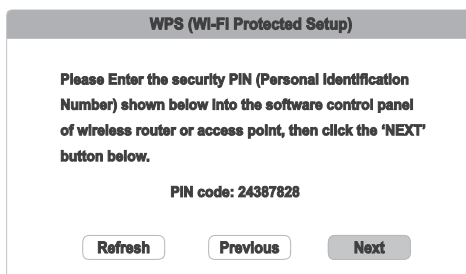 WPS (Wi-Fi Protected Setup)
Please Enter the security PIN (Personal Identification
Number) shown below into the software control panel
of wireless router or access point, then click the ‘NEXT’
button below.
PIN code: 24387828
Refresh Previous Next